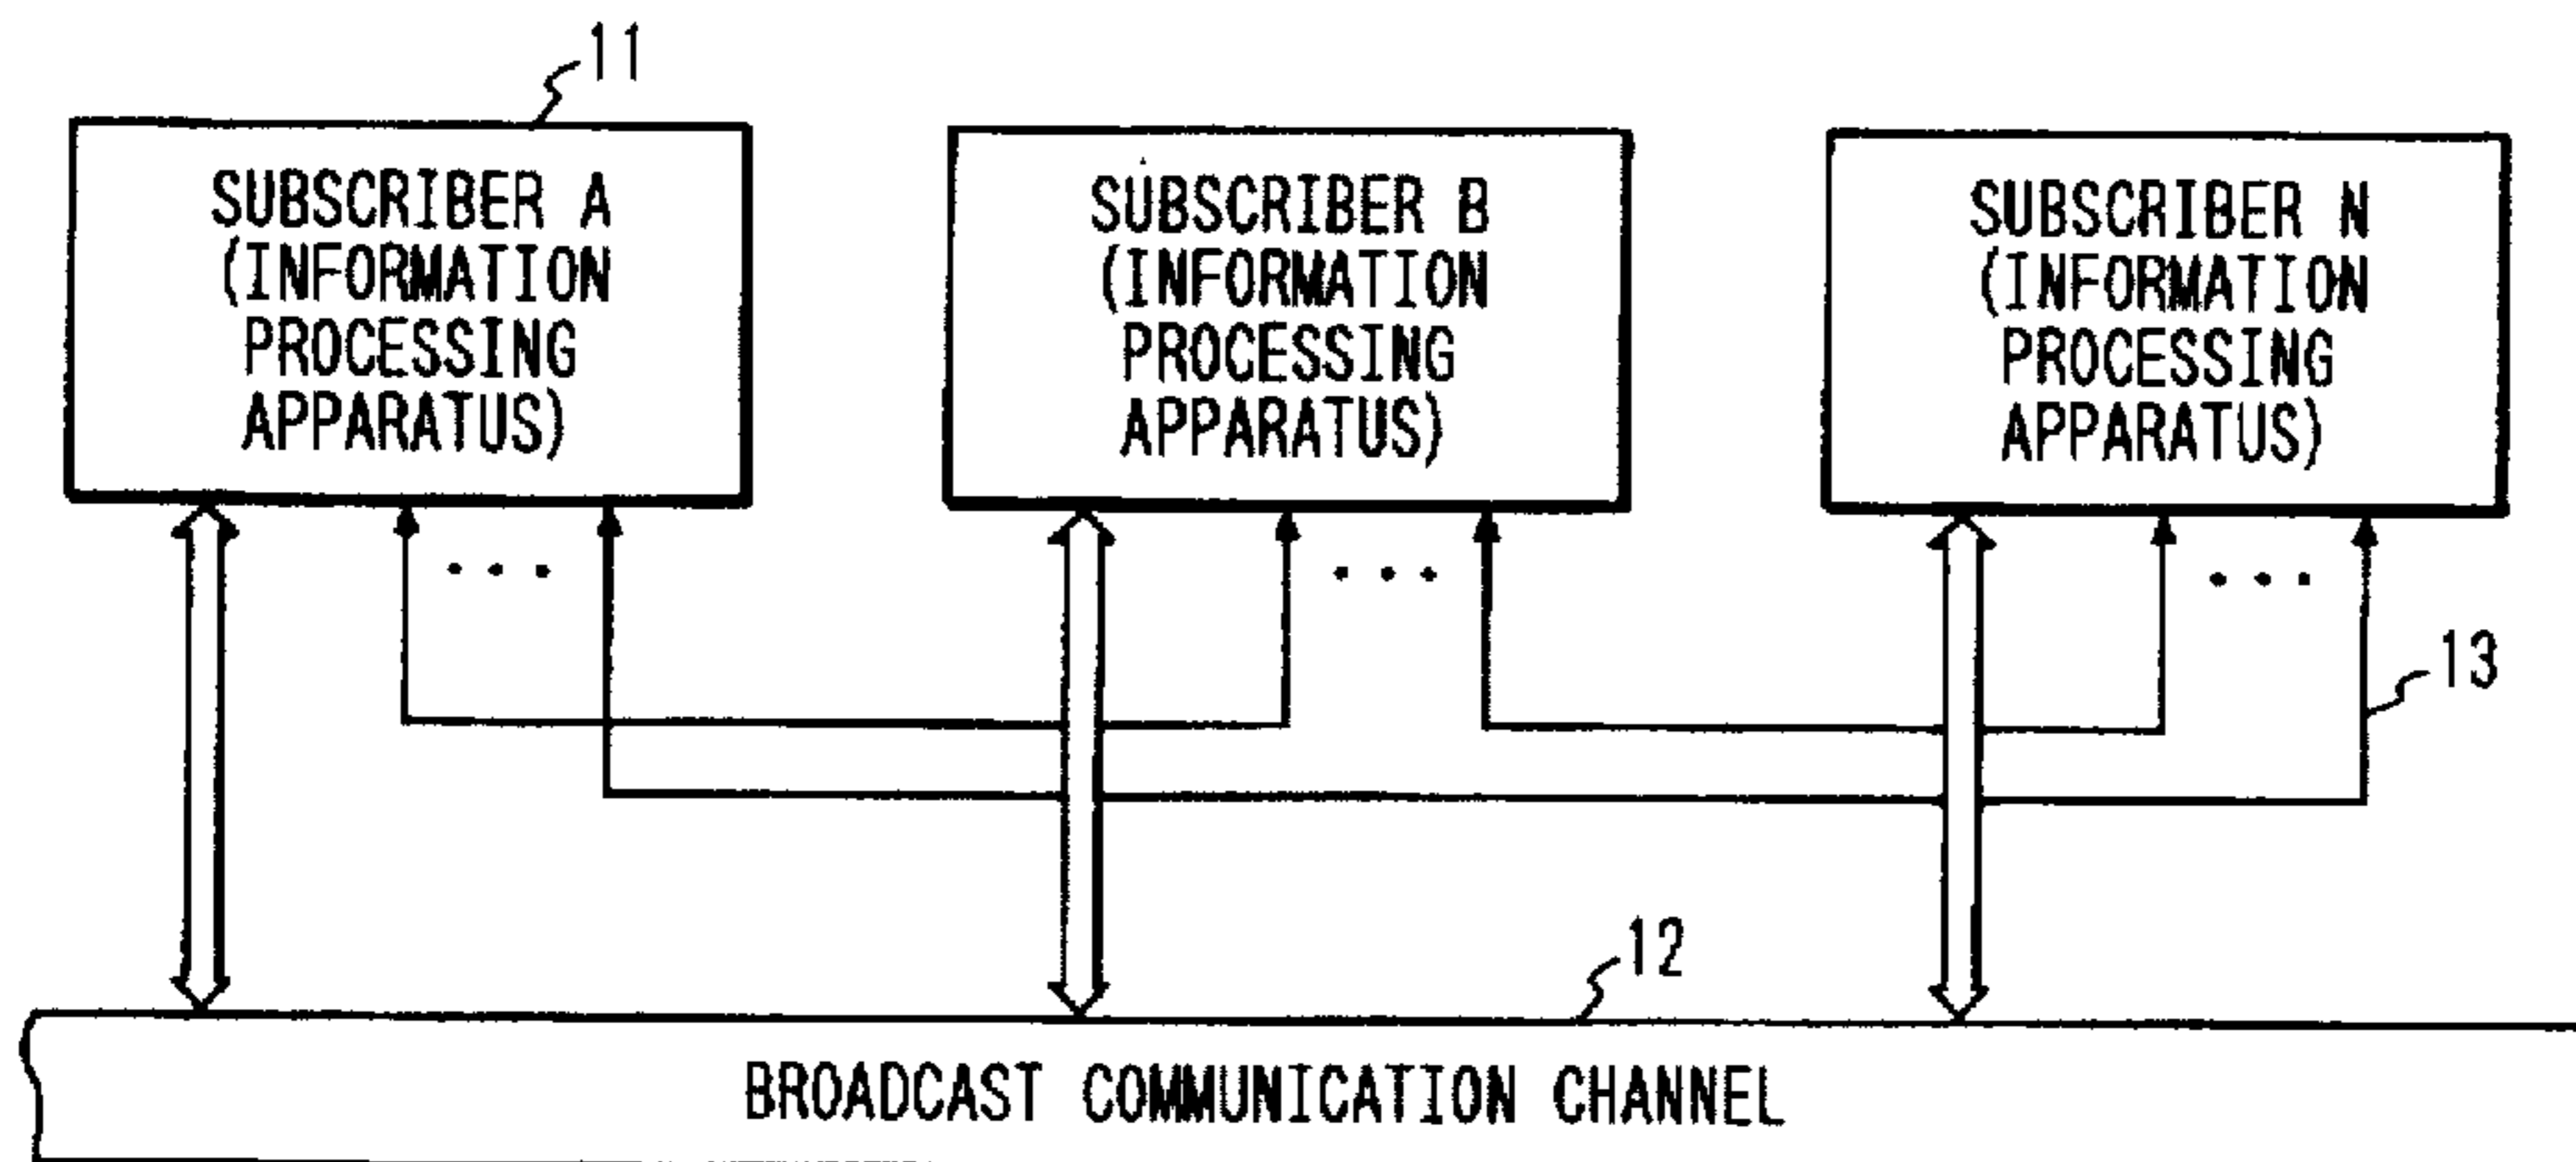 11
SUBSCRIBER A
(INFORMATION
PROCESSING
APPARATUS)
SUBSCRIBER B
(INFORMATION
PROCESSING
APPARATUS)
SUBSCRIBER N
(INFORMATION
PROCESSING
APPARATUS)
. . .
. . .
. . .
13
12
BROADCAST COMMUNICATION CHANNEL